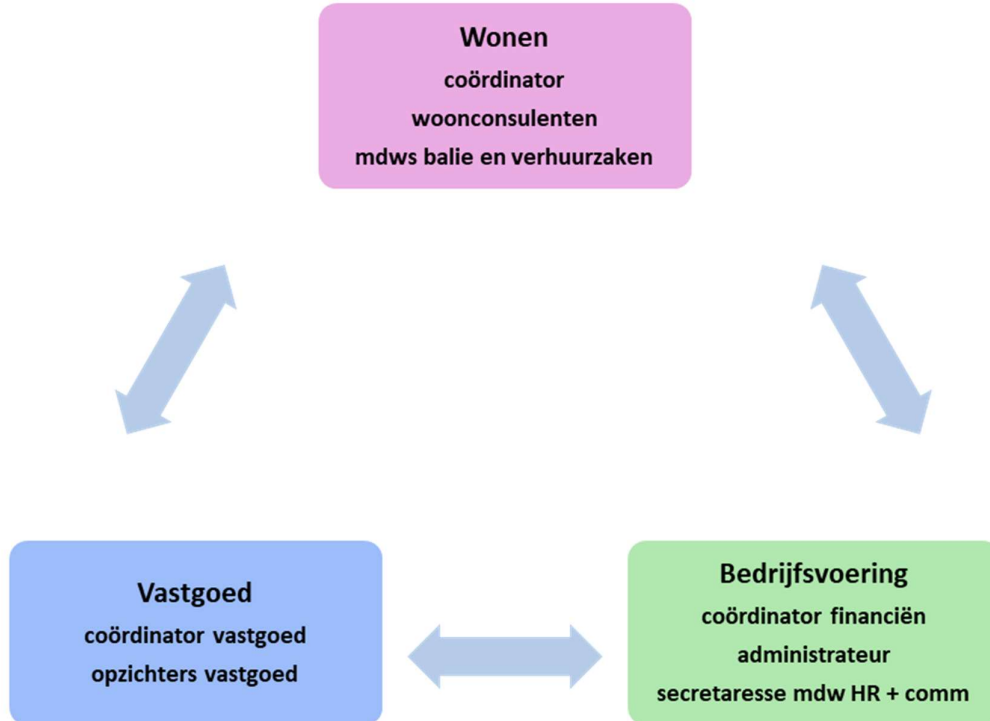 Wonen
coördinator
woonconsulenten
mdws balie en verhuurzaken
Vastgoed
coördinator vastgoed
opzichters vastgoed
Bedrijfsvoering
coördinator financiën
administrateur
secretaresse mdw HR + comm